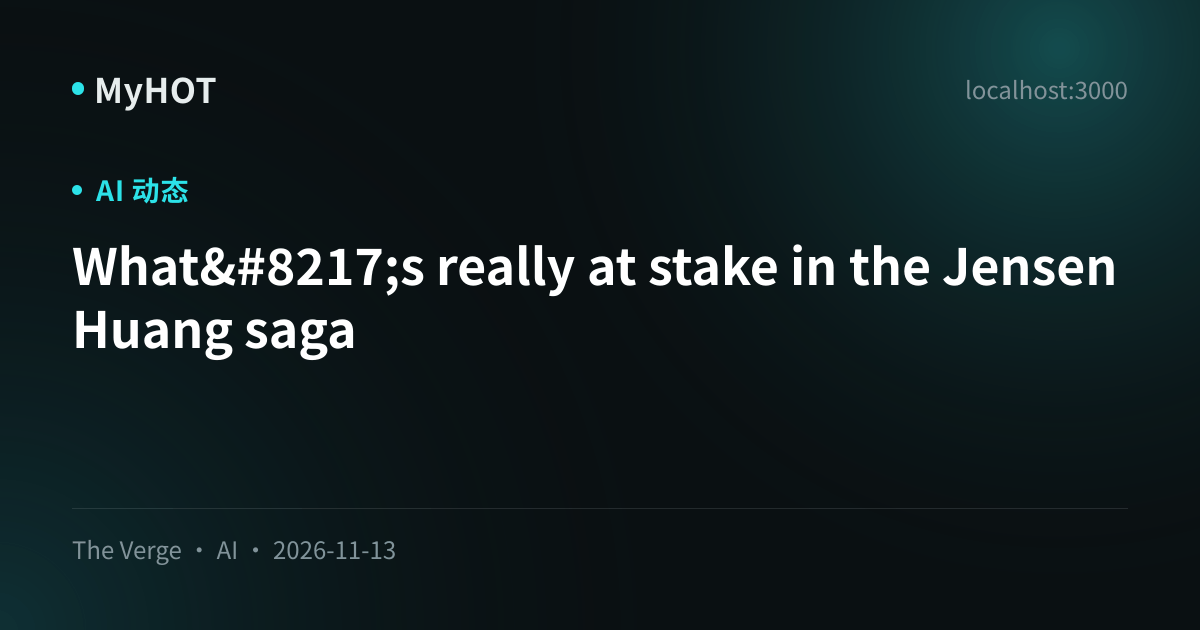 MyHOT
localhost:3000
AI 动态
What&#8217;s really at stake in the Jensen
Huang saga
The Verge • AI • 2026-11-13